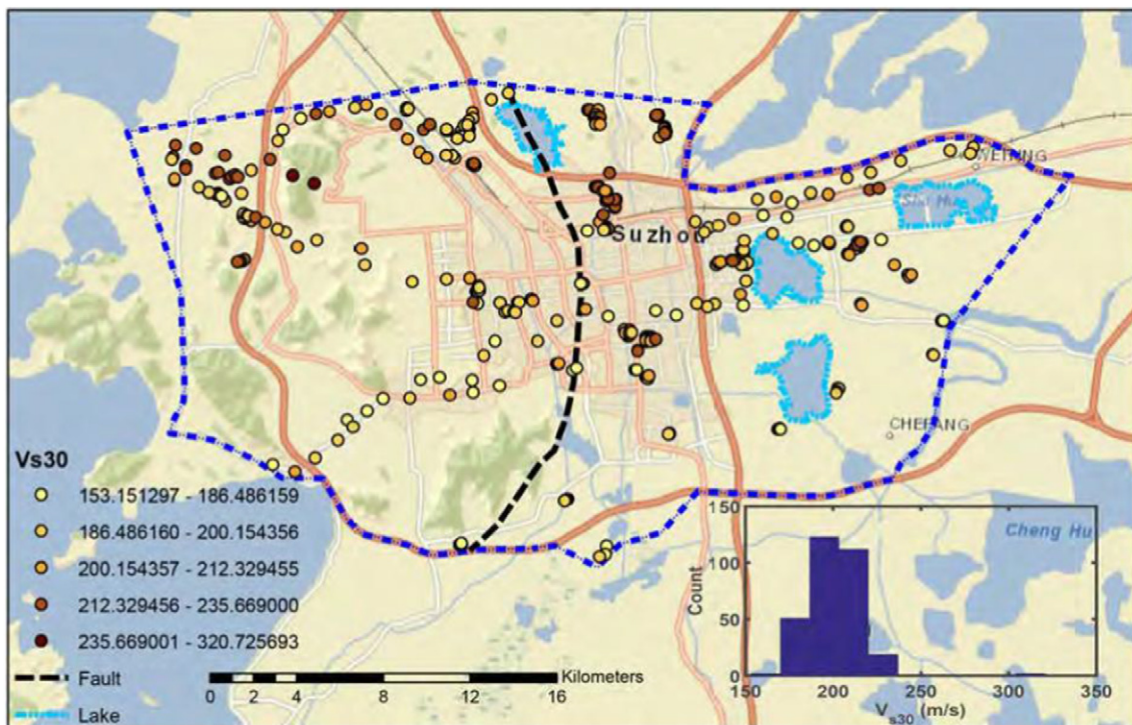 WEITING
Sha Hu
Suzhou
CHEFANG
Vs30
153.151297 - 186.486159
186.486160 - 200.154356
200.154357 - 212.329455
212.329456 - 235.669000
235.669001 - 320.725693
Fault
Lake
Kilometers
0 1 2 4 8 12 16
Cheng Hu
Count
150
100
50
0
150 200 250 300 350
Vs30 (m/s)